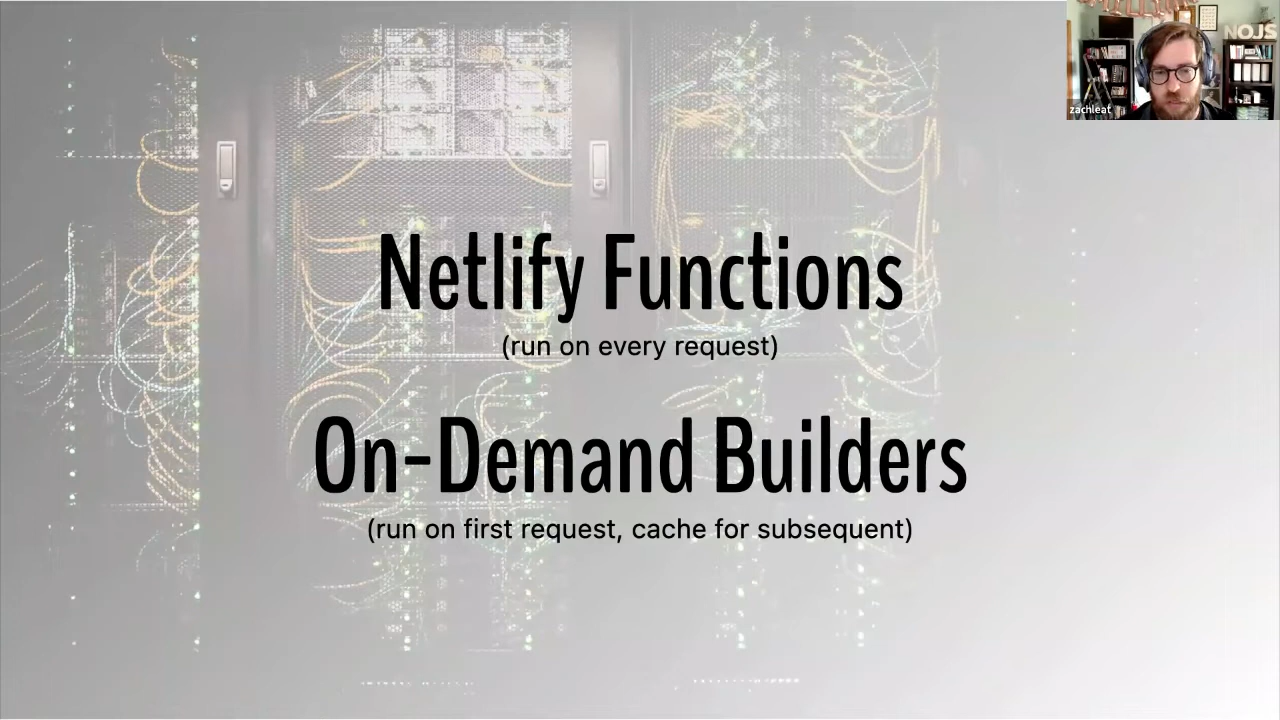 NOJS
zachleat
Netlify Functions
(run on every request)
On-Demand Builders
(run on first request, cache for subsequent)